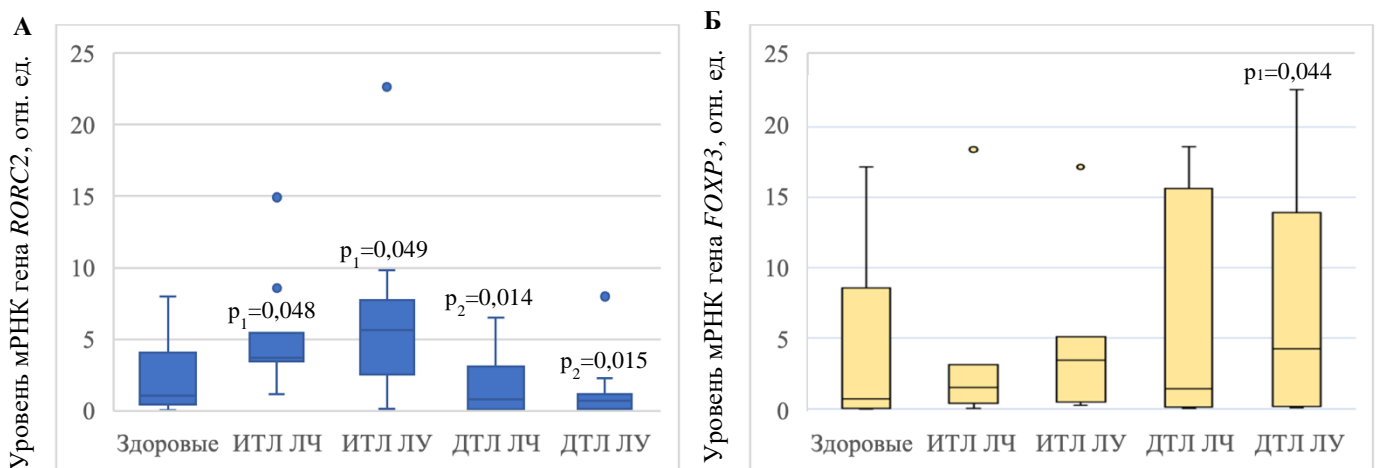 А
Уровень мРНК гена RORC2, отн. ед.
25
20
15
10
5
0
p1=0,048
p1=0,049
p2=0,014
p2=0,015
Здоровые ИТЛ ЛЧ ИТЛ ЛУ ДТЛ ЛЧ ДТЛ ЛУ
Б
Уровень мРНК гена FOXP3, отн. ед.
25
20
15
10
5
0
p1=0,044
Здоровые ИТЛ ЛЧ ИТЛ ЛУ ДТЛ ЛЧ ДТЛ ЛУ